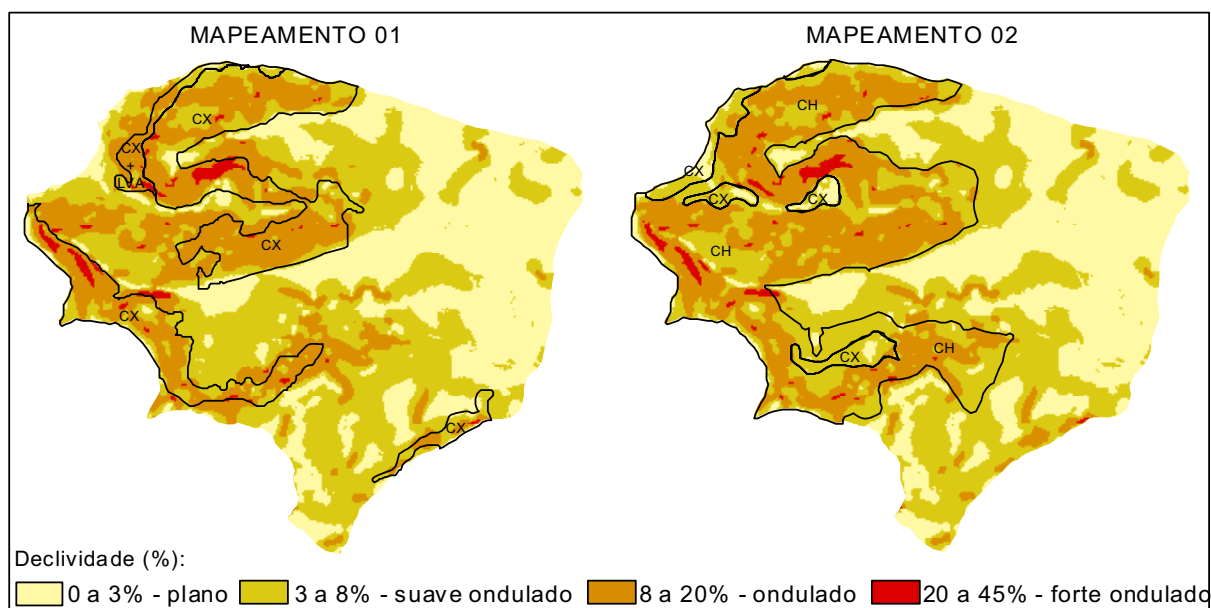 MAPEAMENTO 01
CX
CX
+
LVA
CX
CX
CX
MAPEAMENTO 02
CH
CX
CX
CX
CH
CX
CH
Declividade (%):
0 a 3% - plano
3 a 8% - suave ondulado
8 a 20% - ondulado
20 a 45% - forte ondulado